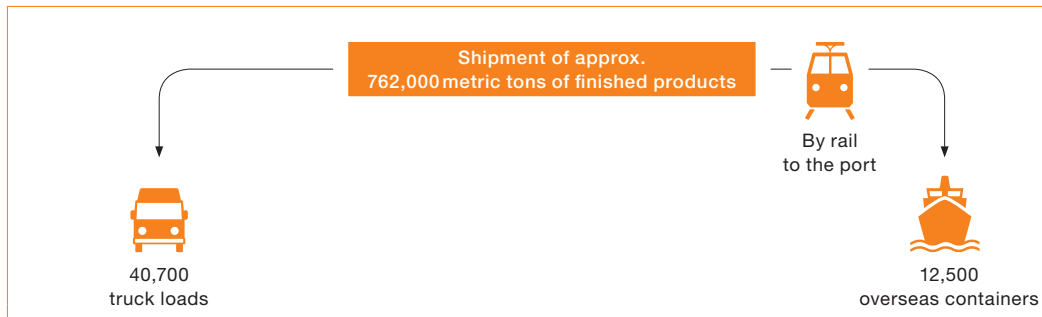 Shipment of approx.
762,000 metric tons of finished products
By rail
to the port
40,700
truck loads
12,500
overseas containers